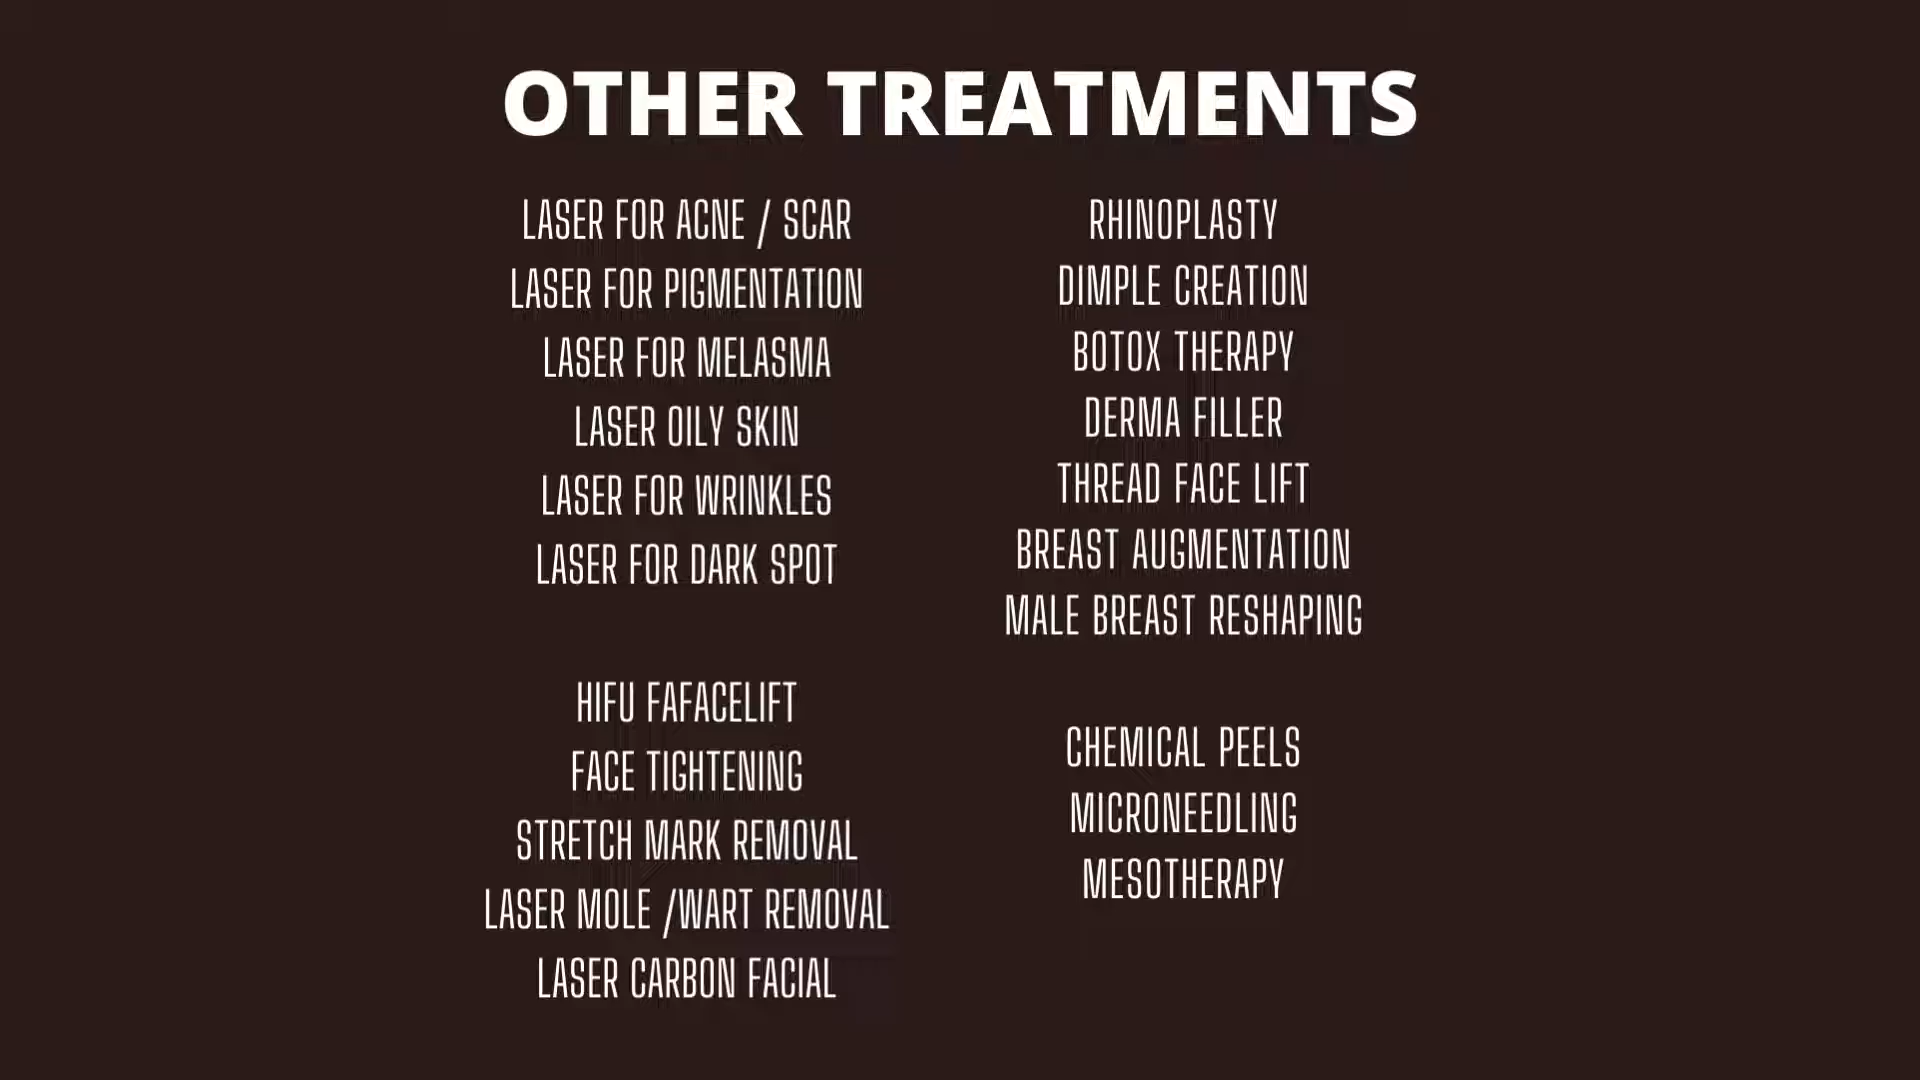 OTHER TREATMENTS
LASER FOR ACNE / SCAR
LASER FOR PIGMENTATION
LASER FOR MELASMA
LASER OILY SKIN
LASER FOR WRINKLES
LASER FOR DARK SPOT
HIFU FAFACELIFT
FACE TIGHTENING
STRETCH MARK REMOVAL
LASER MOLE /WART REMOVAL
LASER CARBON FACIAL
RHINOPLASTY
DIMPLE CREATION
BOTOX THERAPY
DERMA FILLER
THREAD FACE LIFT
BREAST AUGMENTATION
MALE BREAST RESHAPING
CHEMICAL PEELS
MICRONEEDLING
MESOTHERAPY